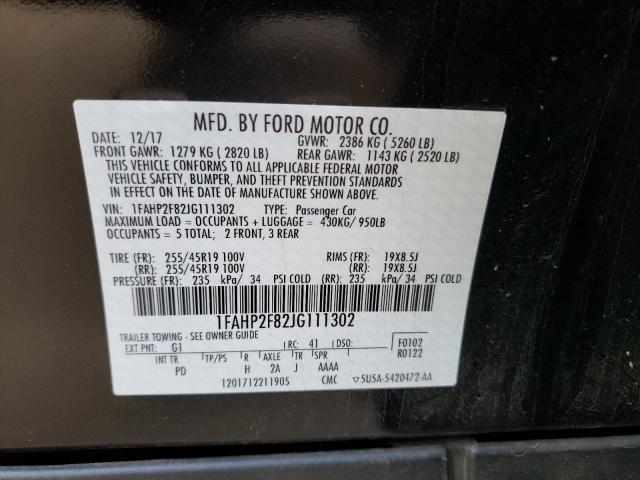 MFD. BY FORD MOTOR CO.
DATE: 12/17 GVWR: 2386 KG ( 5260 LB)
FRONT GAWR: 1279 KG ( 2820 LB) REAR GAWR: 1143 KG ( 2520 LB)
THIS VEHICLE CONFORMS TO ALL APPLICABLE FEDERAL MOTOR
VEHICLE SAFETY, BUMPER, AND THEFT PREVENTION STANDARDS
IN EFFECT ON THE DATE OF MANUFACTURE SHOWN ABOVE.
VIN: 1FAHP2F82JG111302 TYPE: Passenger Car
MAXIMUM LOAD = OCCUPANTS + LUGGAGE = 430KG/ 950LB
OCCUPANTS = 5 TOTAL; 2 FRONT, 3 REAR
TIRE (FR): 255/45R19 100V RIMS (FR): 19X8.5J
(RR): 255/45R19 100V (RR): 19X8.5J
PRESSURE (FR): 235 kPa/ 34 PSI COLD (RR): 235 kPa/ 34 PSI COLD
1FAHP2F82JG111302
TRAILER TOWING - SEE OWNER GUIDE
EXT PNT: G1 RC: 41 DSO: F0102
INT TR TP/PS R AXLE TR SPR R0122
PD H 2A J AAAA
1201712211905 CMC ▽5USA-5420472-AA